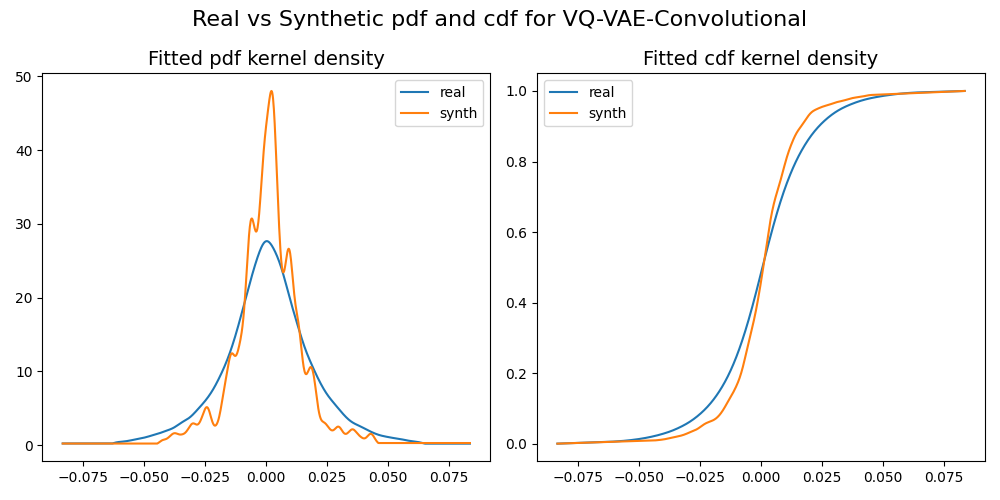 Real vs Synthetic pdf and cdf for VQ-VAE-Convolutional
Fitted pdf kernel density
50
40
30
20
10
0
real
synth
−0.075 −0.050 −0.025 0.000 0.025 0.050 0.075
Fitted cdf kernel density
1.0
0.8
0.6
0.4
0.2
0.0
real
synth
−0.075 −0.050 −0.025 0.000 0.025 0.050 0.075